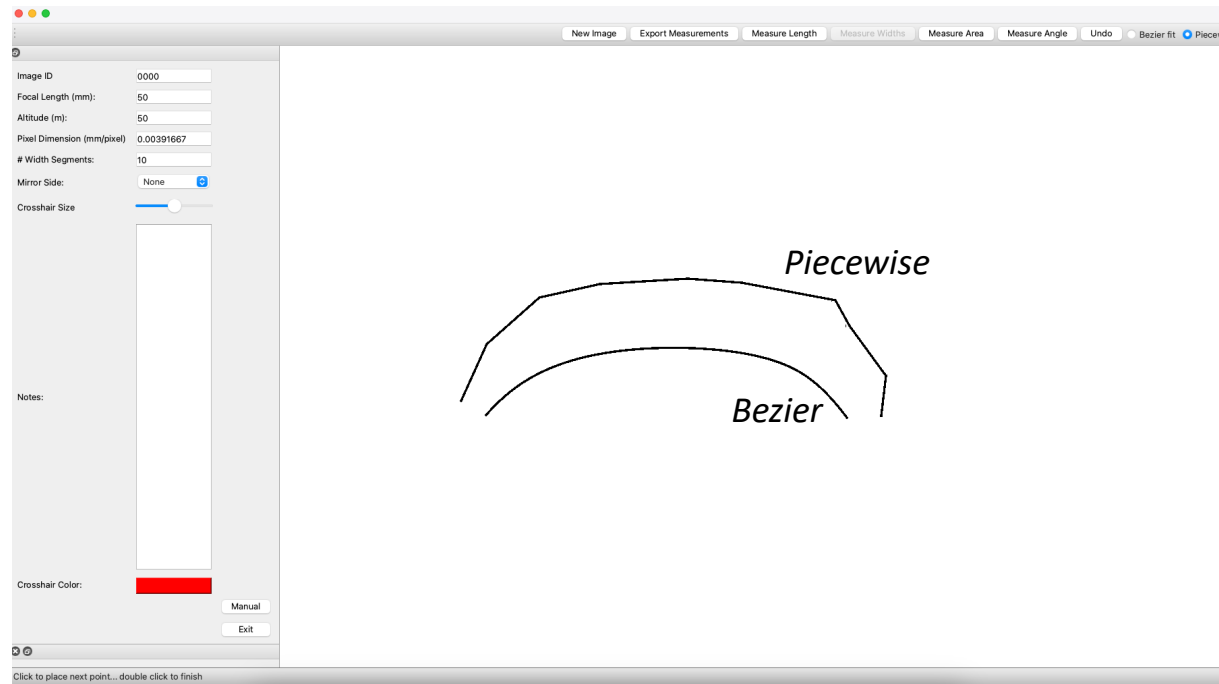 New Image Export Measurements Measure Length Measure Widths Measure Area Measure Angle Undo Bezier fit
Image ID 0000
Focal Length (mm): 50
Altitude (m): 50
Pixel Dimension (mm/pixel) 0.00391667
# Width Segments: 10
Mirror Side: None
Crosshair Size
Piecewise
Bezier
Notes:
Crosshair Color:
Manual
Exit
Click to place next point... double click to finish